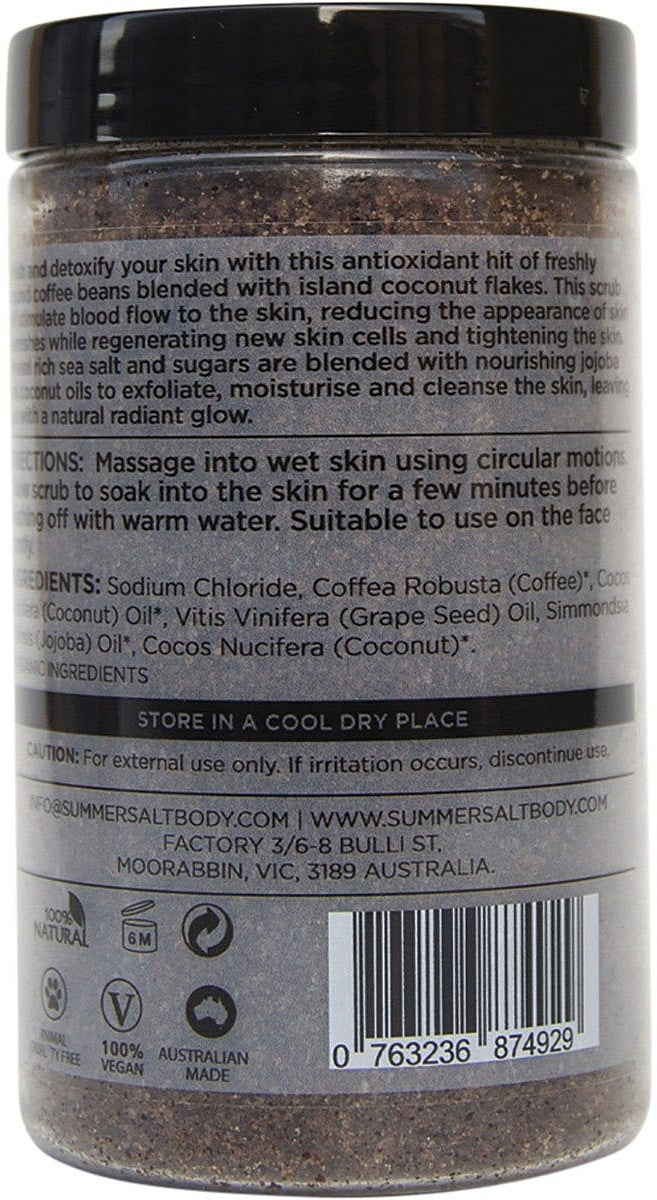 and detoxify your skin with this antioxidant hit of freshly
coffee beans blended with island coconut flakes. This scrub
blood flow to the skin, reducing the appearance of skin
while regenerating new skin cells and tightening the skin.
rich sea salt and sugars are blended with nourishing jojoba
coconut oils to exfoliate, moisturise and cleanse the skin, leaving
with a natural radiant glow.
Massage into wet skin using circular motions.
scrub to soak into the skin for a few minutes before
off with warm water. Suitable to use on the face
Sodium Chloride, Coffea Robusta (Coffee)*, Cocos
(Coconut) Oil*, Vitis Vinifera (Grape Seed) Oil, Simmondsia
(Jojoba) Oil*, Cocos Nucifera (Coconut)*.
INGREDIENTS
STORE IN A COOL DRY PLACE
CAUTION: For external use only. If irritation occurs, discontinue use.
INFO@SUMMERSALTBODY.COM | WWW.SUMMERSALTBODY.COM
FACTORY 3/6-8 BULLI ST,
MOORABBIN, VIC, 3189 AUSTRALIA.
100%
NATURAL
6 M
ANIMAL
CRUELTY FREE
V
100%
VEGAN
AUSTRALIAN
MADE
0 763236 874929